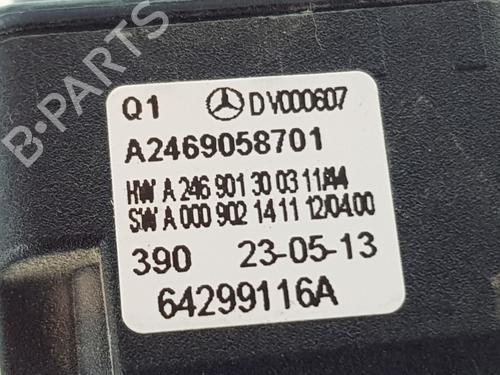 B-PARTS
Q1 DV000607
A2469058701
HW A 246 901 30 03 11/44
SW A 000 902 14 11 12/04 00
390 23-05-13
64299116A